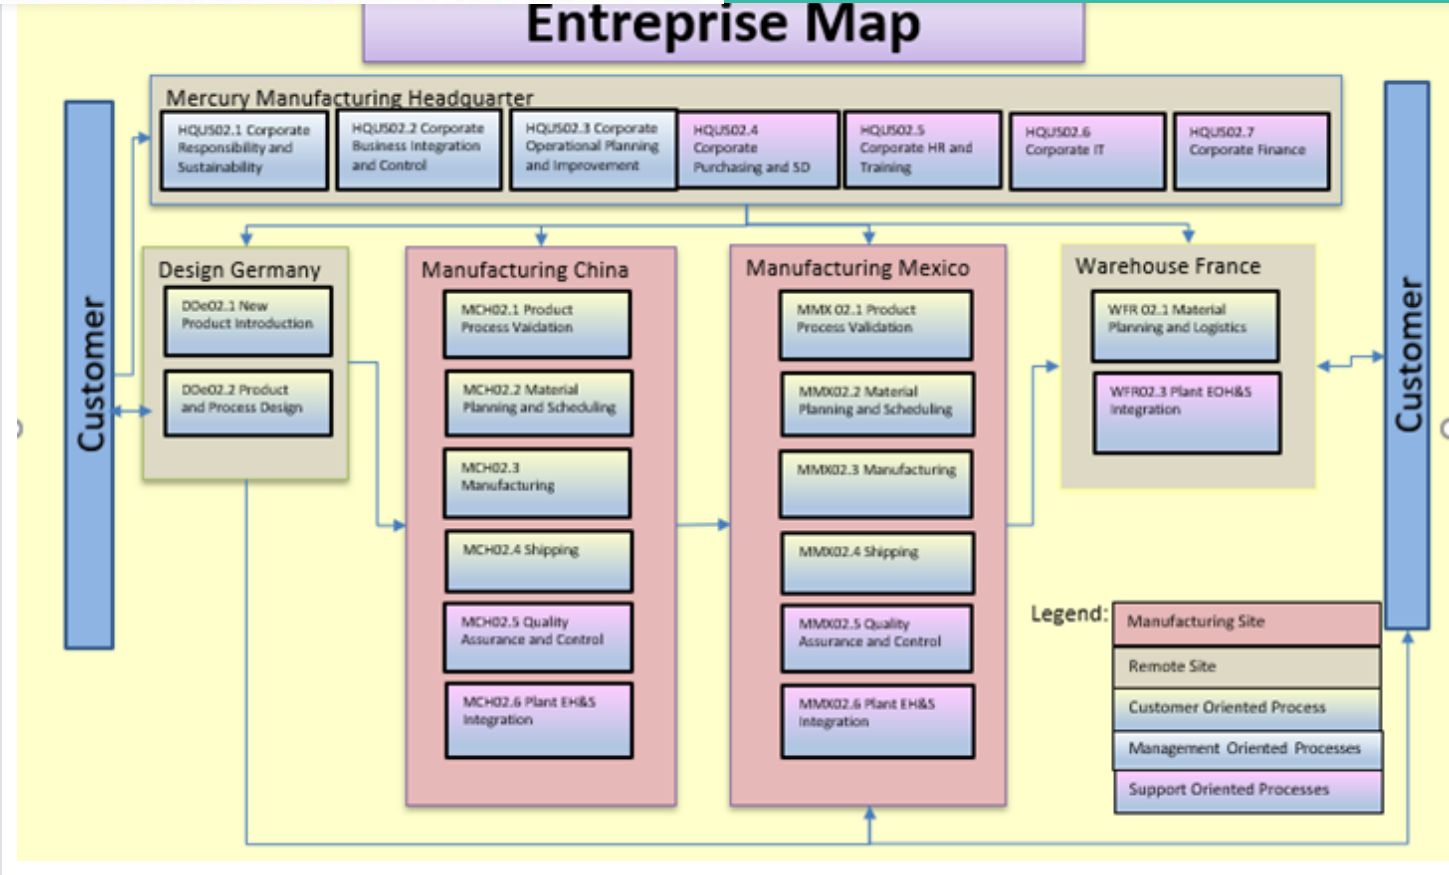 Entreprise Map
Mercury Manufacturing Headquarter
HQUS02.1 Corporate
Responsibility and
Sustainability
HQUS02.2 Corporate
Business Integration
and Control
HQUS02.3 Corporate
Operational Planning
and Improvement
HQUS02.4
Corporate
Purchasing and SD
HQUS02.5
Corporate HR and
Training
HQUS02.6
Corporate IT
HQUS02.7
Corporate Finance
Customer
Design Germany
DDe02.1 New
Product Introduction
DDe02.2 Product
and Process Design
Manufacturing China
MCH02.1 Product
Process Vaidation
MCH02.2 Material
Planning and Scheduling
MCH02.3
Manufacturing
MCH02.4 Shipping
MCH02.5 Quality
Assurance and Control
MCH02.6 Plant EH&S
Integration
Manufacturing Mexico
MMX 02.1 Product
Process Validation
MMX02.2 Material
Planning and Scheduling
MMX02.3 Manufacturing
MMX02.4 Shipping
MMX02.5 Quality
Assurance and Control
MMX02.6 Plant EH&S
Integration
Warehouse France
WFR 02.1 Material
Planning and Logistics
WFR02.3 Plant EOH&S
Integration
Customer
Legend:
Manufacturing Site
Remote Site
Customer Oriented Process
Management Oriented Processes
Support Oriented Processes